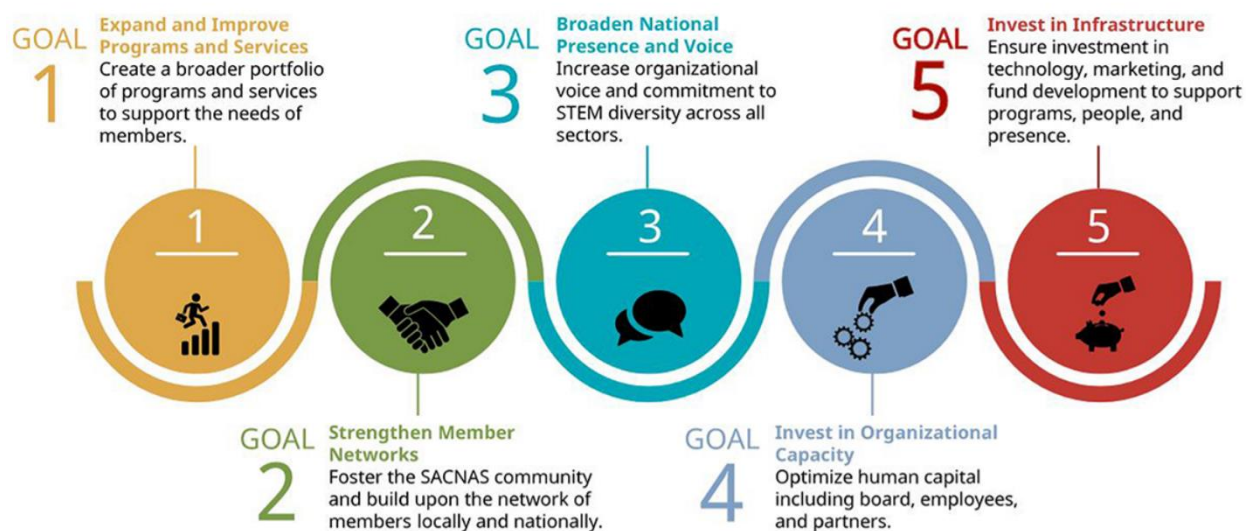 GOAL
1
Expand and Improve
Programs and Services
Create a broader portfolio
of programs and services
to support the needs of
members.
GOAL
3
Broaden National
Presence and Voice
Increase organizational
voice and commitment to
STEM diversity across all
sectors.
GOAL
5
Invest in Infrastructure
Ensure investment in
technology, marketing, and
fund development to support
programs, people, and
presence.
1
2
3
4
5
GOAL
2
Strengthen Member
Networks
Foster the SACNAS community
and build upon the network of
members locally and nationally.
GOAL
4
Invest in Organizational
Capacity
Optimize human capital
including board, employees,
and partners.